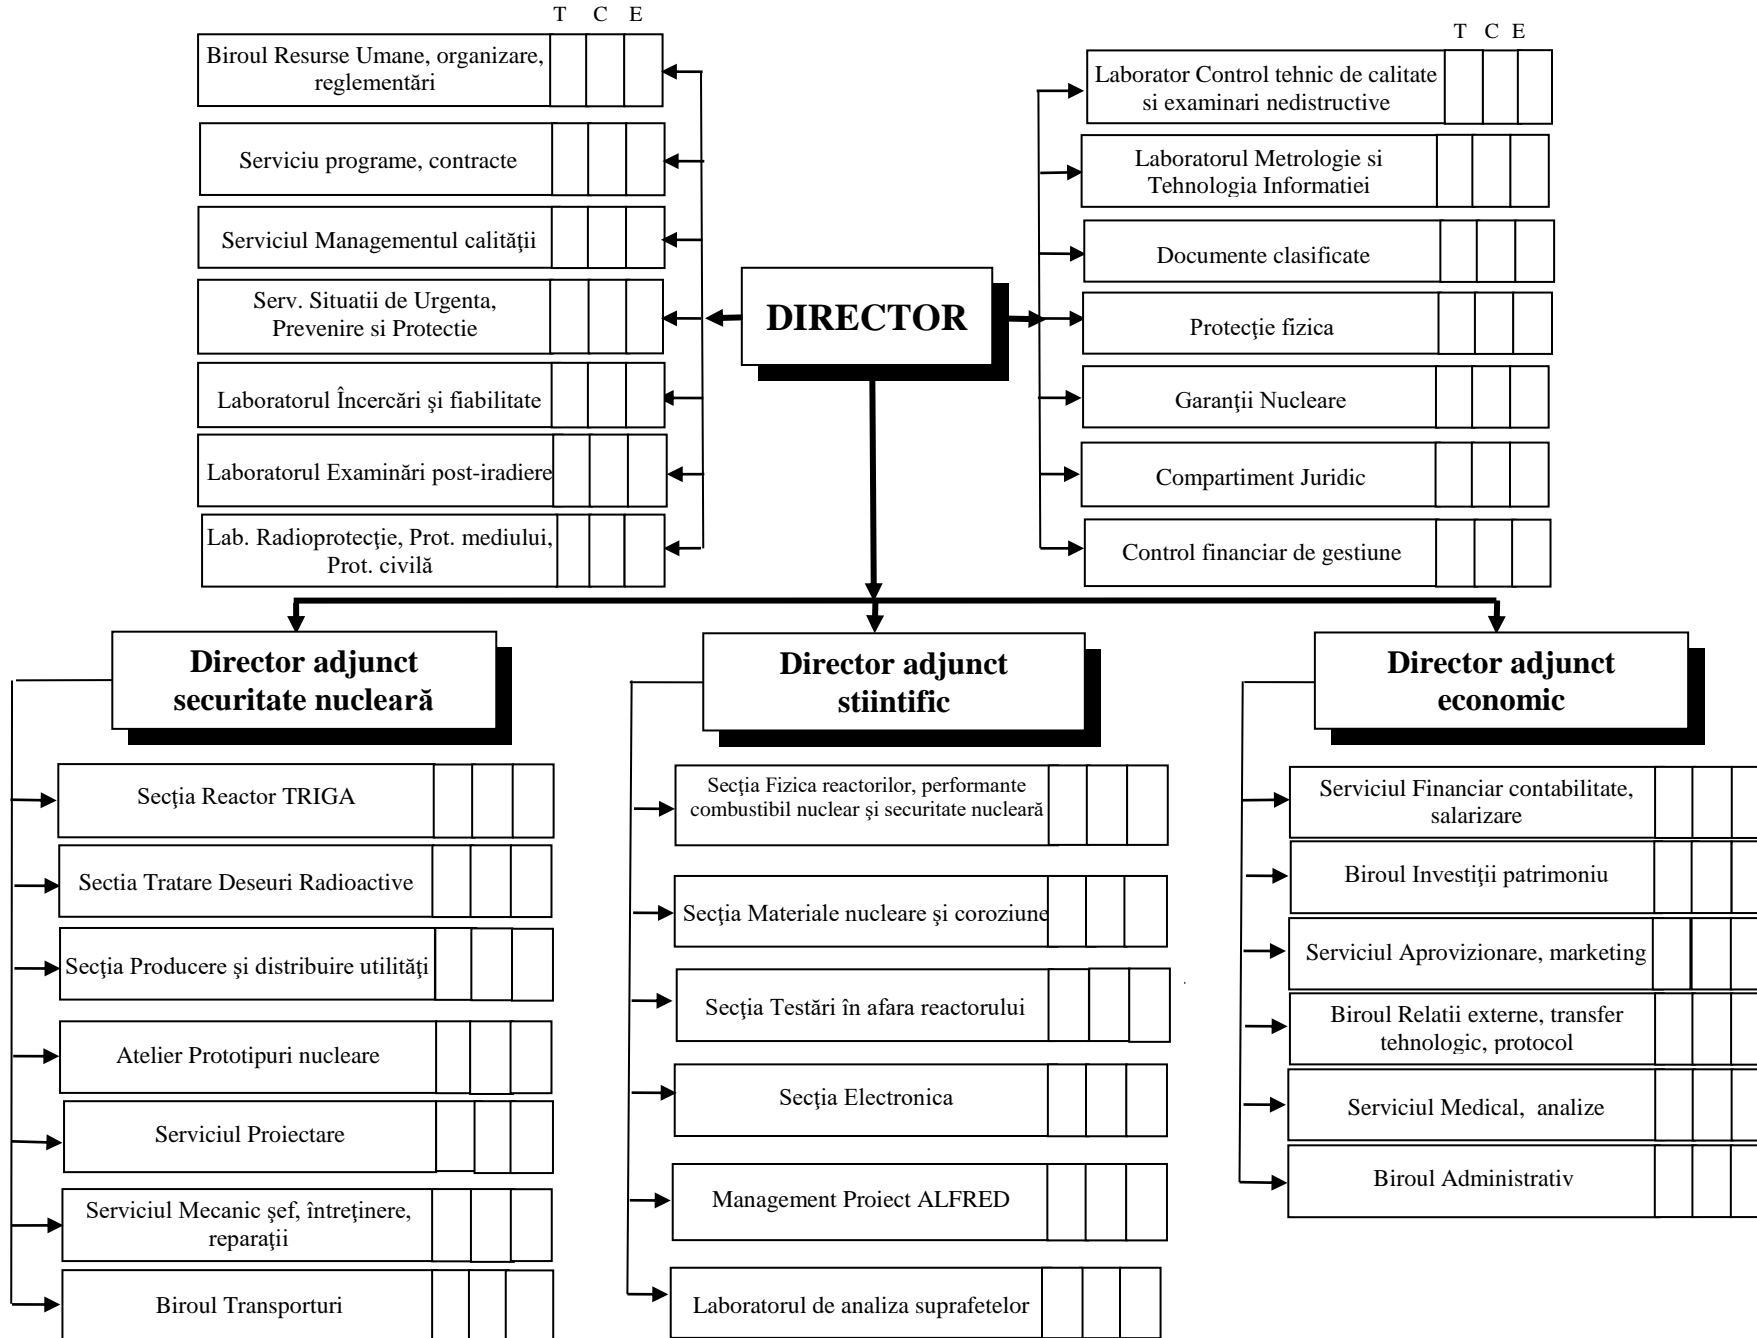 T C E
Biroul Resurse Umane, organizare,
reglementări
Serviciu programe, contracte
Serviciul Managementul calităţii
Serv. Situatii de Urgenta,
Prevenire si Protectie
Laboratorul Încercări şi fiabilitate
Laboratorul Examinări post-iradiere
Lab. Radioprotecţie, Prot. mediului,
Prot. civilă
DIRECTOR
T C E
Laborator Control tehnic de calitate
si examinari nedistructive
Laboratorul Metrologie si
Tehnologia Informatiei
Documente clasificate
Protecţie fizica
Garanţii Nucleare
Compartiment Juridic
Control financiar de gestiune
Director adjunct
securitate nucleară
Secţia Reactor TRIGA
Sectia Tratare Deseuri Radioactive
Secţia Producere şi distribuire utilităţi
Atelier Prototipuri nucleare
Serviciul Proiectare
Serviciul Mecanic şef, întreţinere,
reparaţii
Biroul Transporturi
Director adjunct
stiintific
Secţia Fizica reactorilor, performante
combustibil nuclear şi securitate nucleară
Secţia Materiale nucleare şi coroziune
Secţia Testări în afara reactorului
Secţia Electronica
Management Proiect ALFRED
Laboratorul de analiza suprafetelor
Director adjunct
economic
Serviciul Financiar contabilitate,
salarizare
Biroul Investiţii patrimoniu
Serviciul Aprovizionare, marketing
Biroul Relatii externe, transfer
tehnologic, protocol
Serviciul Medical, analize
Biroul Administrativ